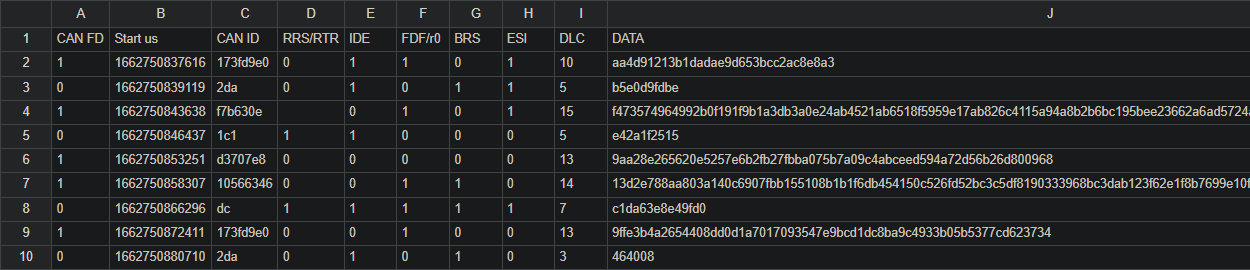 A B C D E F G H I J
1 CAN FD Start us CAN ID RRS/RTR IDE FDF/r0 BRS ESI DLC DATA
2 1 1662750837616 173fd9e0 0 1 1 0 1 10 aa4d91213b1dadae9d653bcc2ac8e8a3
3 0 1662750839119 2da 0 1 0 1 1 5 b5e0d9fdbe
4 1 1662750843638 f7b630e 0 1 0 1 15 f473574964992b0f191f9b1a3db3a0e24ab4521ab6518f5959e17ab826c4115a94a8b2b6bc195bee23662a6ad5724
5 0 1662750846437 1c1 1 1 0 0 0 5 e42a1f2515
6 1 1662750853251 d3707e8 0 0 0 0 0 13 9aa28e265620e5257e6b2fb27fbba075b7a09c4abceed594a72d56b26d800968
7 1 1662750858307 10566346 0 0 1 1 0 14 13d2e788aa803a140c6907fbb155108b1b1f6db454150c526fd52bc3c5df8190333968bc3dab123f62e1f8b7699e10f
8 0 1662750866296 dc 1 1 1 1 1 7 c1da63e8e49fd0
9 1 1662750872411 173fd9e0 0 0 1 0 0 13 9ffe3b4a2654408dd0d1a7017093547e9bcd1dc8ba9c4933b05b5377cd623734
10 0 1662750880710 2da 0 1 0 1 0 3 464008